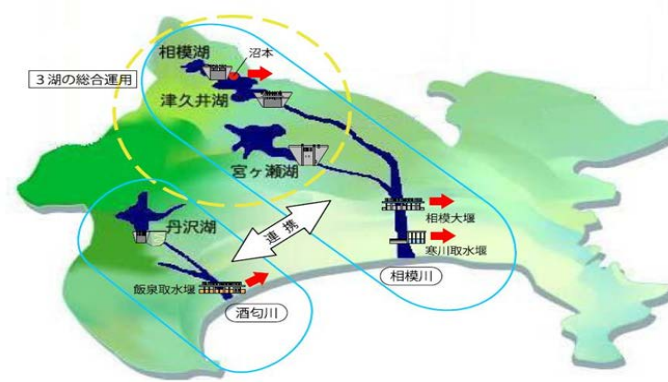 相模湖
沼本
3湖の総合運用
津久井湖
宮ヶ瀬湖
丹沢湖
連携
相模大堰
寒川取水堰
飯泉取水堰
相模川
酒匂川